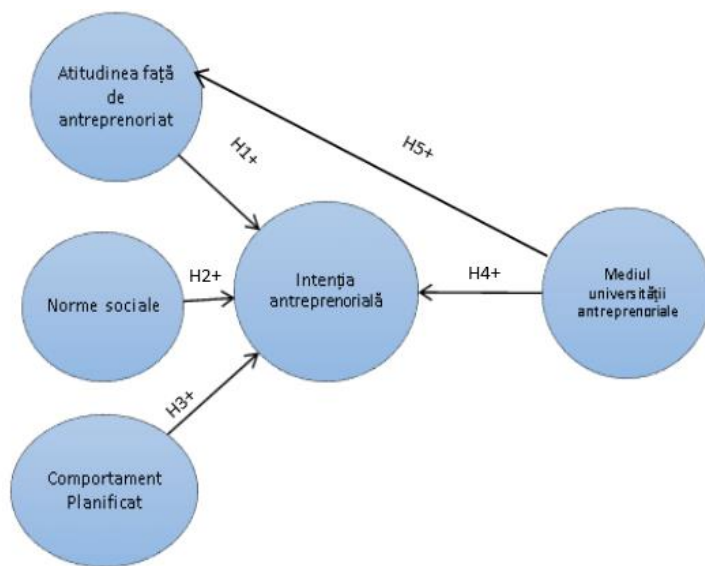 Atitudinea față
de
antreprenoriat
H1+
H5+
H2+
Intenția
antreprenorială
H4+
Mediul
universității
antreprenoriale
Norme sociale
H3+
Comportament
Planificat